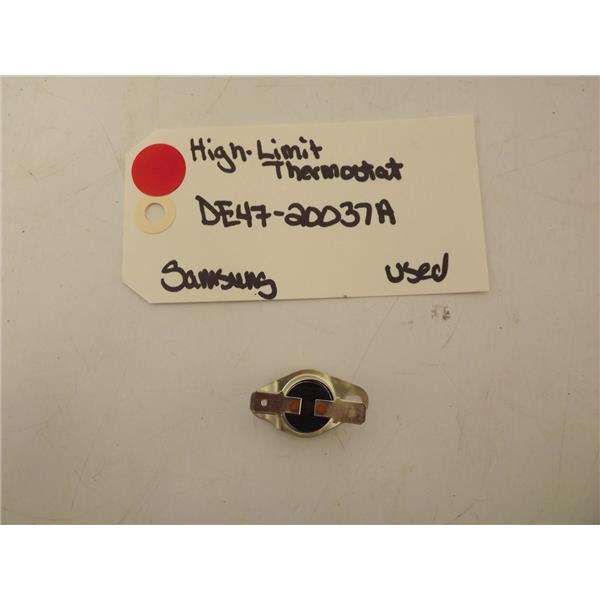 High-Limit
Thermostat
DE47-20037A
Samsung used